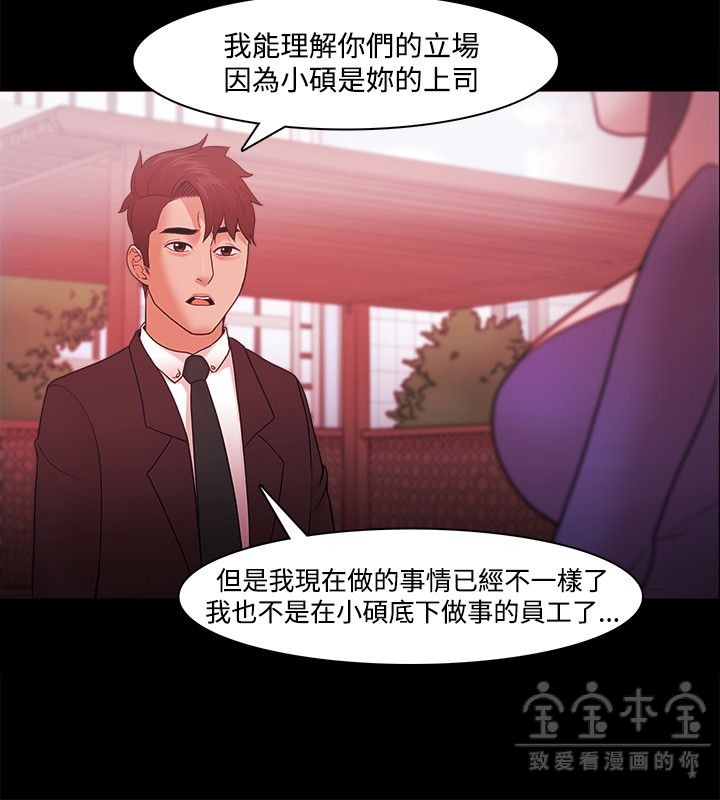 我能理解你們的立場
因為小碩是妳的上司
但是我現在做的事情已經不一樣了
我也不是在小碩底下做事的員工了...
宝宝本宝
致爱看漫画的你*